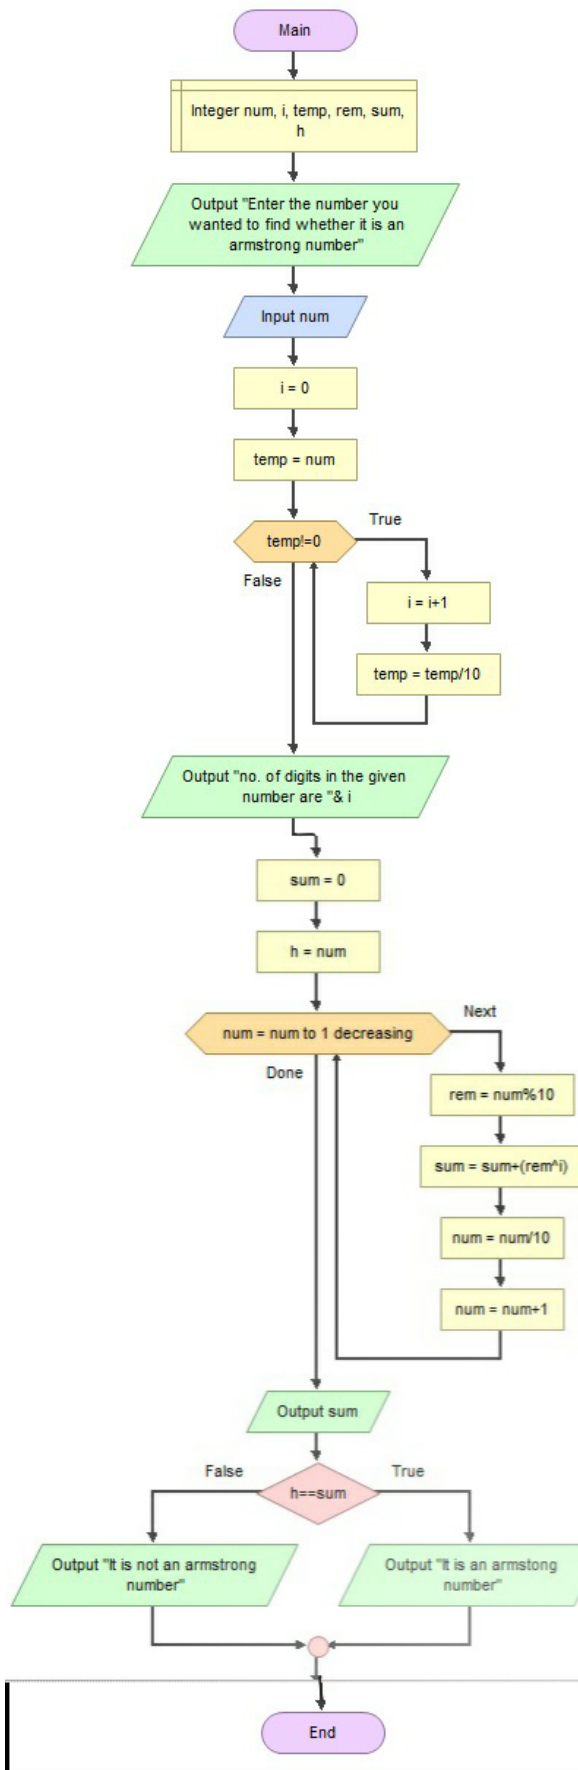 Main
Integer num, i, temp, rem, sum,
h
Output "Enter the number you
wanted to find whether it is an
armstrong number"
Input num
i = 0
temp = num
temp!=0
True
False
i = i+1
temp = temp/10
Output "no. of digits in the given
number are "& i
sum = 0
h = num
num = num to 1 decreasing
Next
Done
rem = num%10
sum = sum+(rem^i)
num = num/10
num = num+1
Output sum
h==sum
False
True
Output "It is not an armstrong
number"
Output "It is an armstong
number"
End